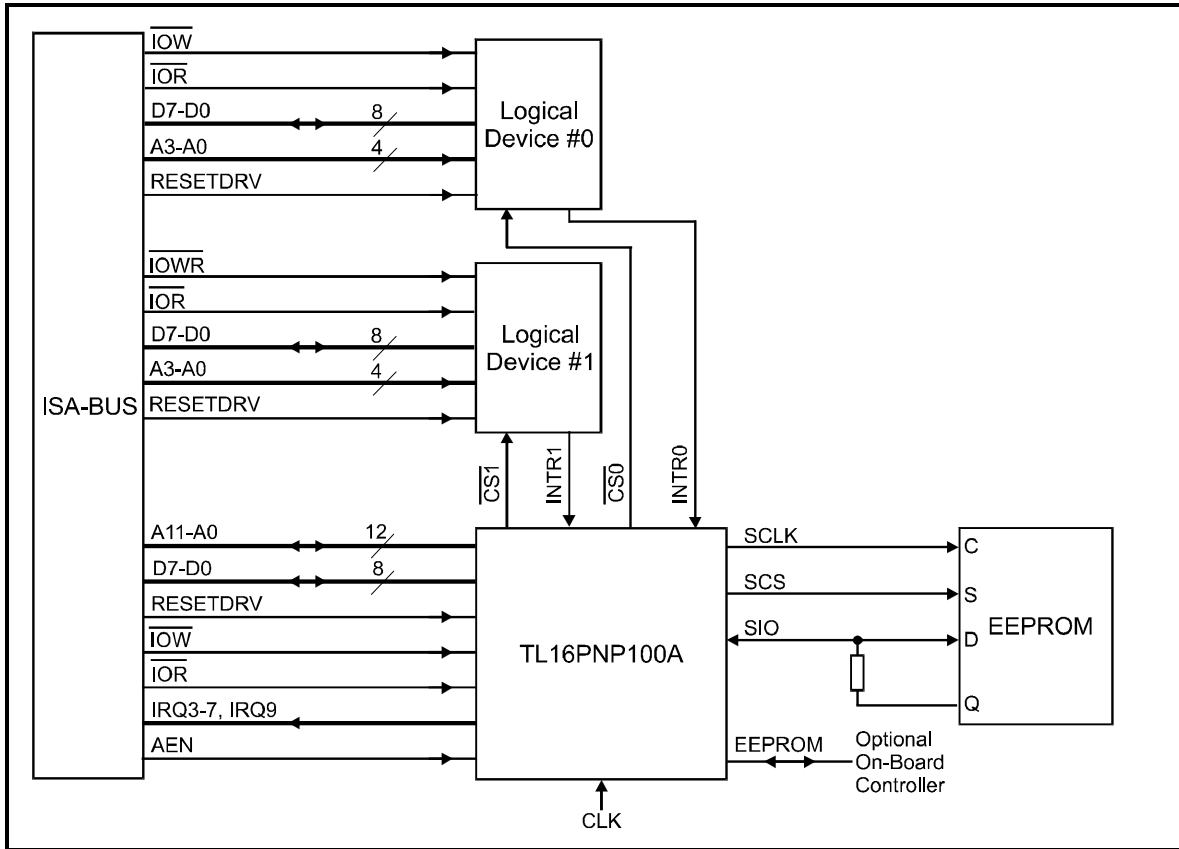 ISA-BUS
IOW
IOR
D7-D0
8
A3-A0
4
RESETDRV
Logical
Device #0
IOWR
IOR
D7-D0
8
A3-A0
4
RESETDRV
Logical
Device #1
CS1
INTR1
CS0
INTR0
A11-A0
12
D7-D0
8
RESETDRV
IOW
IOR
IRQ3-7, IRQ9
AEN
TL16PNP100A
CLK
SCLK
SCS
SIO
EEPROM
C
S
D
Q
EEPROM
Optional
On-Board
Controller